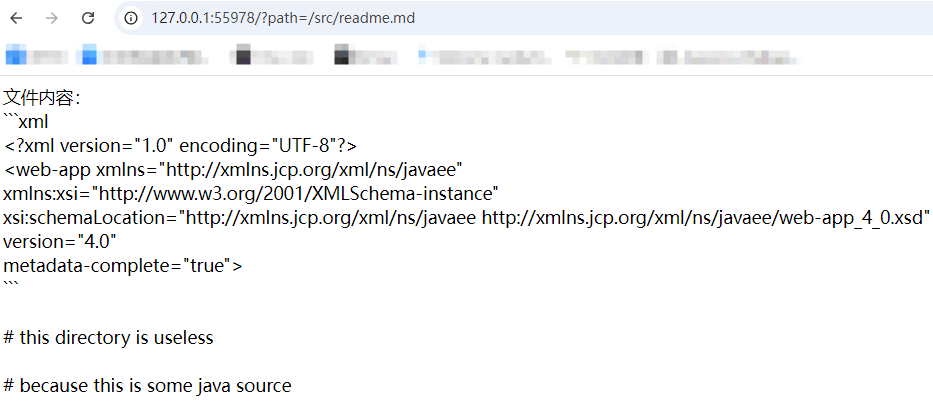 127.0.0.1:55978/?path=/src/readme.md
文件内容：
```xml
<?xml version="1.0" encoding="UTF-8"?>
<web-app xmlns="http://xmlns.jcp.org/xml/ns/javaee"
xmlns:xsi="http://www.w3.org/2001/XMLSchema-instance"
xsi:schemaLocation="http://xmlns.jcp.org/xml/ns/javaee http://xmlns.jcp.org/xml/ns/javaee/web-app_4_0.xsd"
version="4.0"
metadata-complete="true">
```
# this directory is useless
# because this is some java source